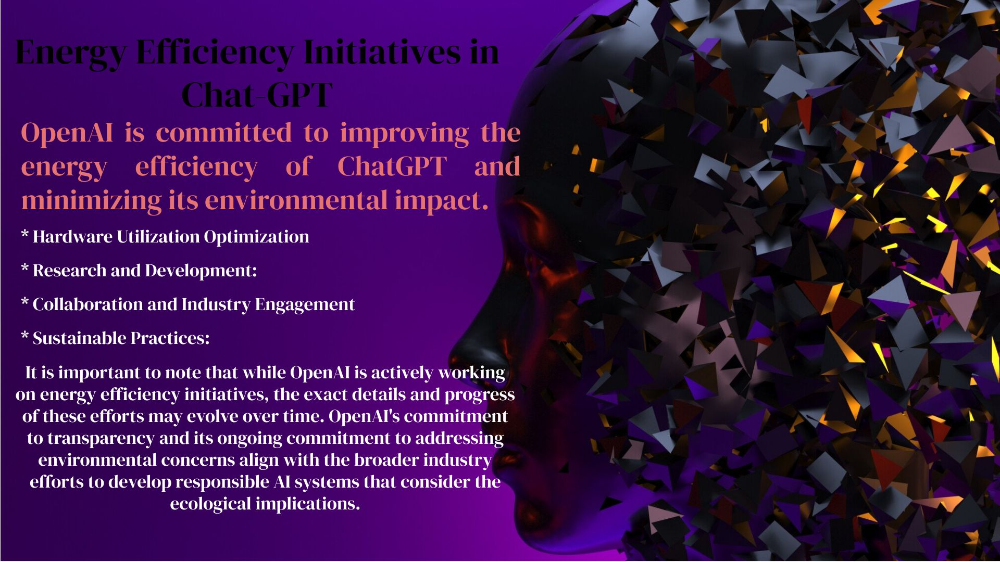 Energy Efficiency Initiatives in
Chat-GPT
OpenAI is committed to improving the
energy efficiency of ChatGPT and
minimizing its environmental impact.
* Hardware Utilization Optimization
* Research and Development:
* Collaboration and Industry Engagement
* Sustainable Practices:
It is important to note that while OpenAI is actively working
on energy efficiency initiatives, the exact details and progress
of these efforts may evolve over time. OpenAI's commitment
to transparency and its ongoing commitment to addressing
environmental concerns align with the broader industry
efforts to develop responsible AI systems that consider the
ecological implications.